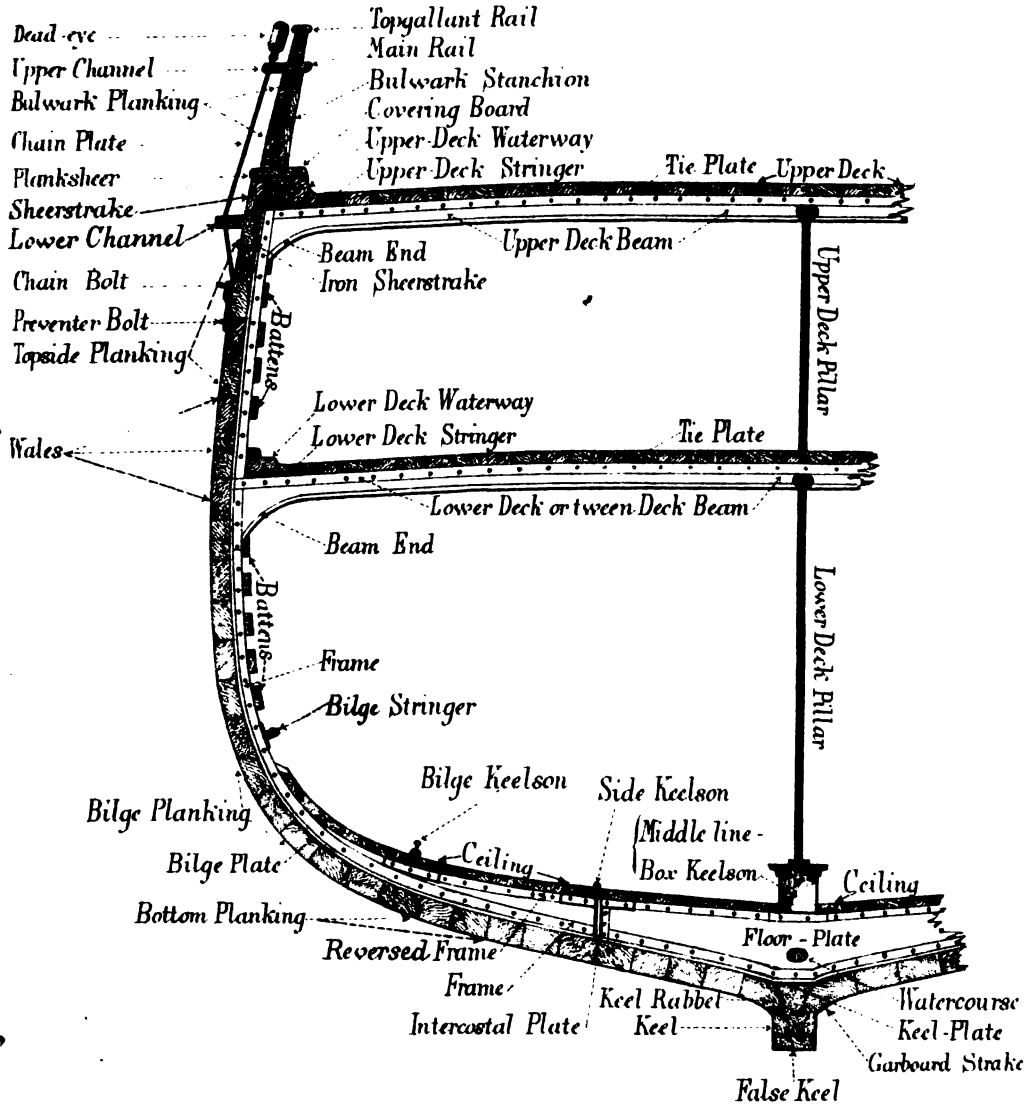 Dead-eye
Upper Channel
Bulwark Planking
Chain Plate
Planksheer
Sheerstrake
Lower Channel
Chain Bolt
Preventer Bolt
Topside Planking
Wales
Topgallant Rail
Main Rail
Bulwark Stanchion
Covering Board
Upper-Deck Waterway
Upper-Deck Stringer
Tie Plate
Upper Deck
Beam End
Upper Deck Beam
Iron Sheerstrake
Battens
Upper Deck Pillar
Lower Deck Waterway
Lower Deck Stringer
Tie Plate
Lower Deck or tween Deck Beam
Beam End
Battens
Lower Deck Pillar
Frame
Bilge Stringer
Bilge Keelson
Side Keelson
Bilge Planking
Middle line-
Box Keelson
Bilge Plate
Ceiling
Ceiling
Bottom Planking
Reversed Frame
Floor-Plate
Frame
Keel Rabbet
Watercourse
Intercostal Plate
Keel
Keel-Plate
Garboard Strake
False Keel